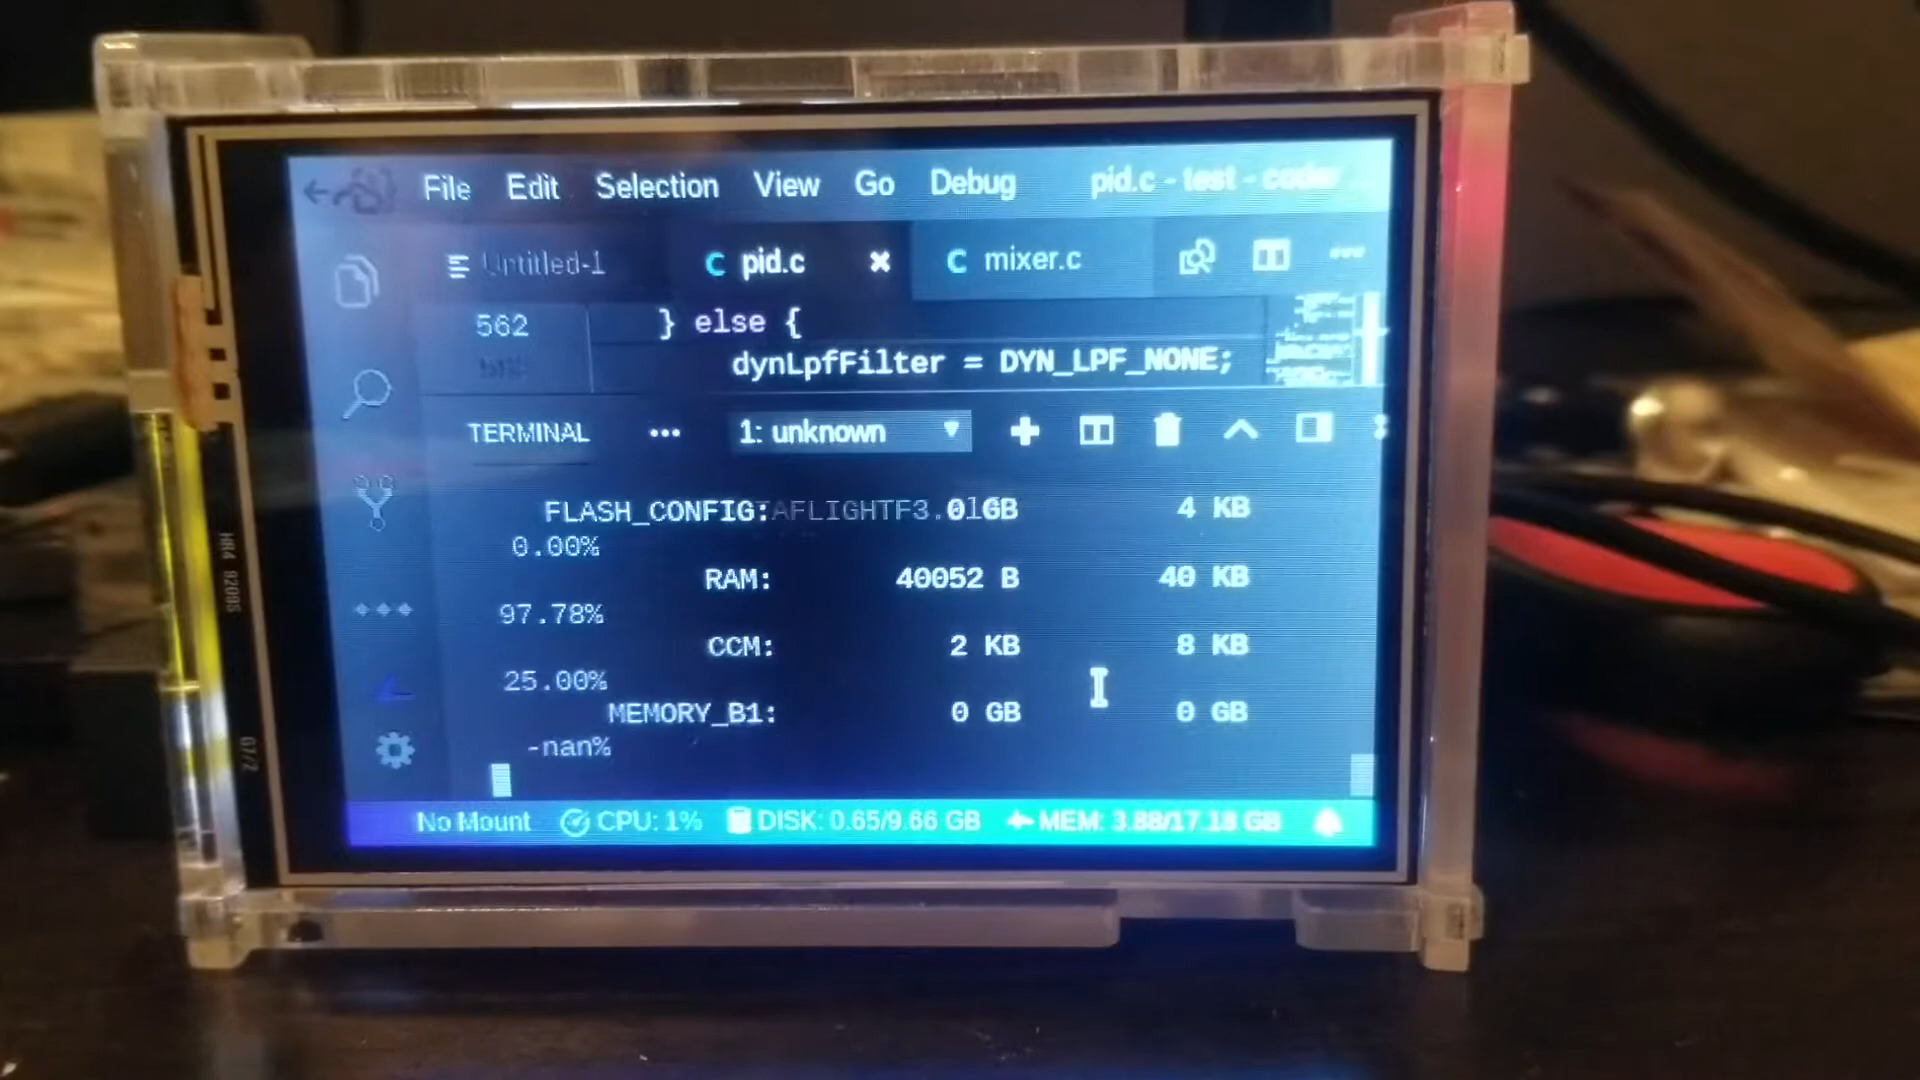 File Edit Selection View Go Debug pid.c - test - coder
Untitled-1 pid.c mixer.c
562 } else {
dynLpfFilter = DYN_LPF_NONE;
TERMINAL ... 1: unknown
FLASH_CONFIG: 0 GB 4 KB
0.00%
RAM: 40052 B 40 KB
97.78%
CCM: 2 KB 8 KB
25.00%
MEMORY_B1: 0 GB 0 GB
-nan%
No Mount CPU: 1% DISK: 0.65/9.66 GB MEM: 3.88/17.18 GB